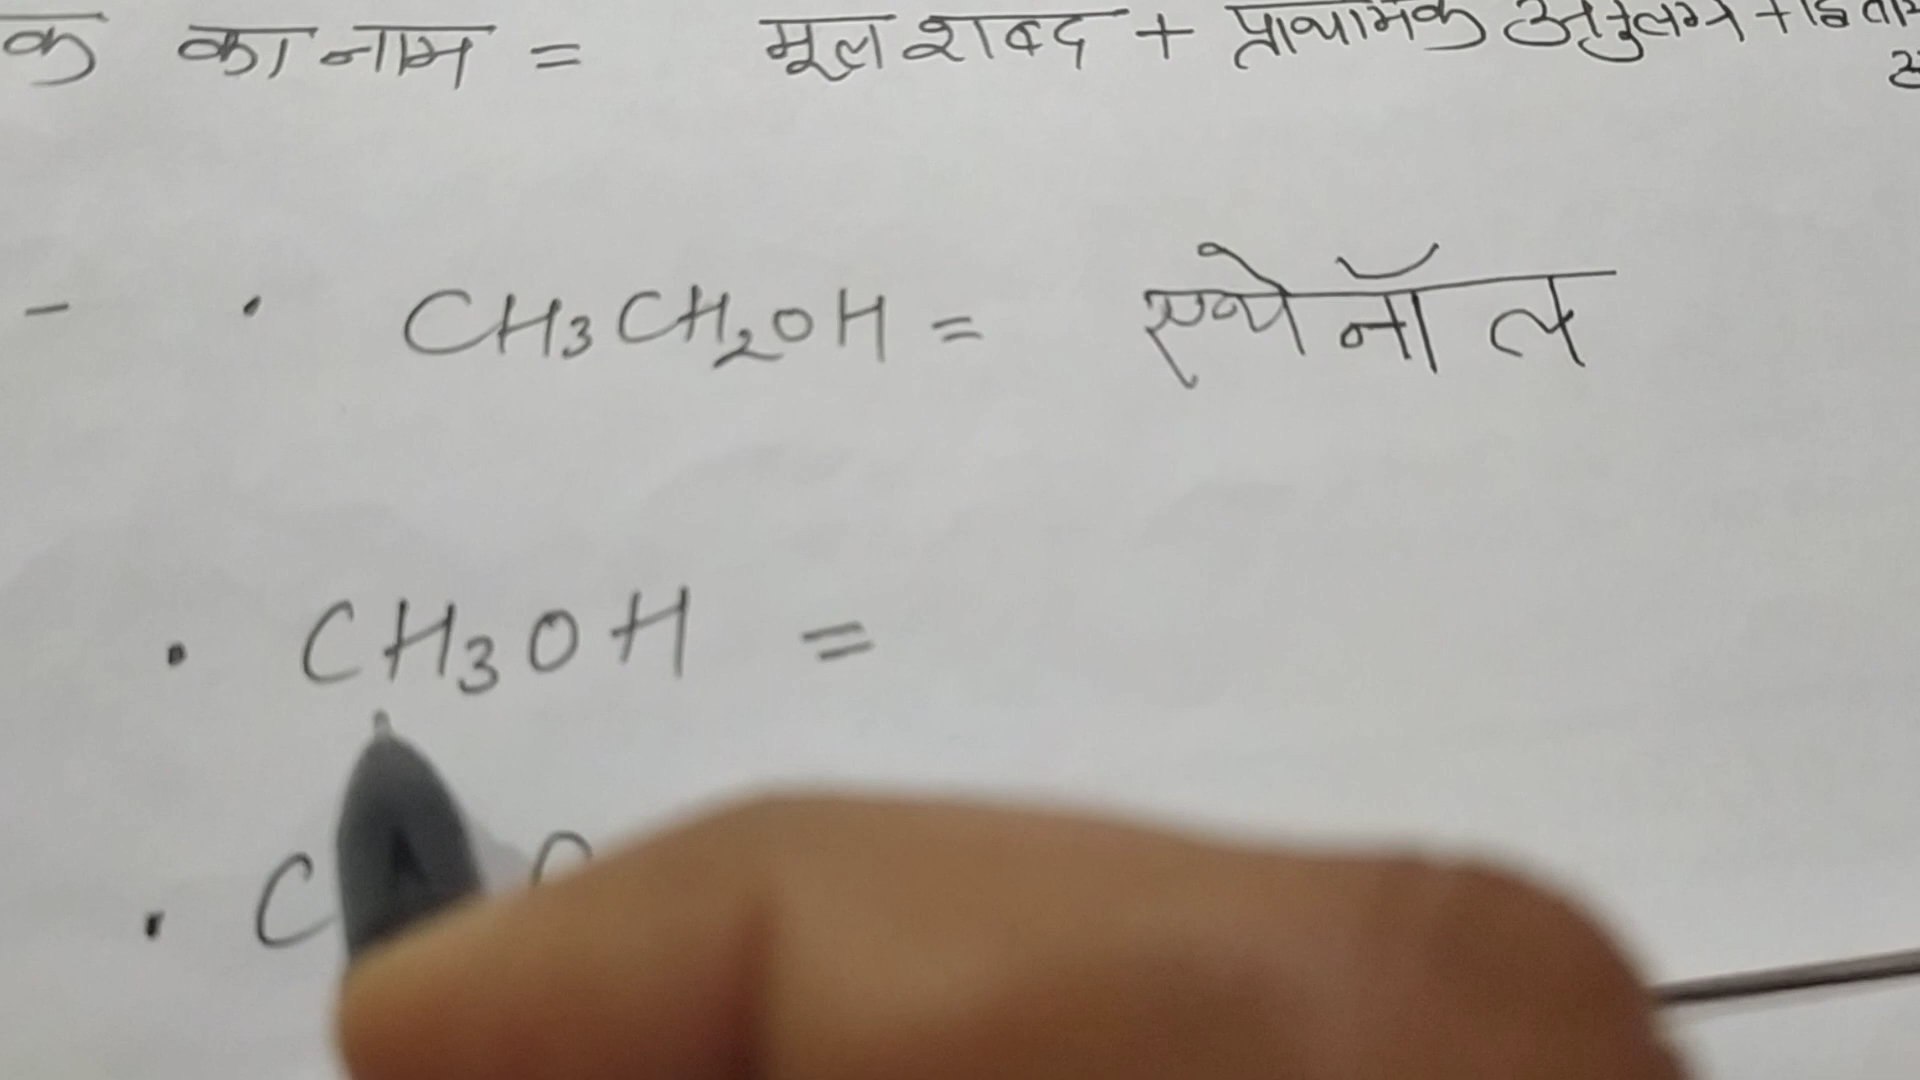 क का नाम = मूल शब्द + प्राथमिक अनुलग्न +
- • CH₃CH₂OH = एथेनॉल
• CH₃OH =
• C